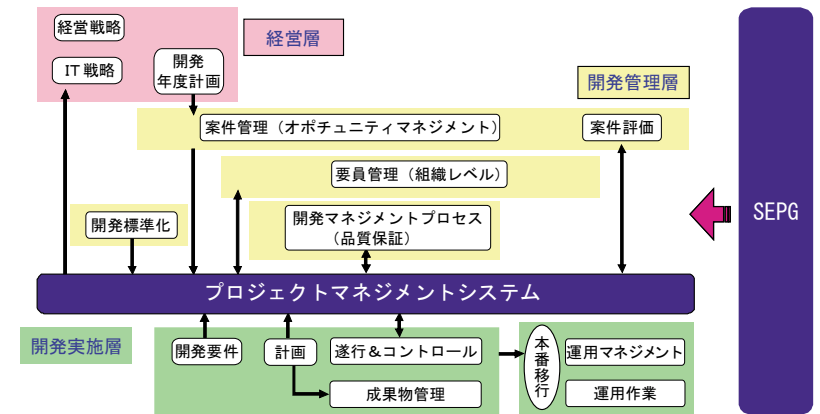 経営戦略
経営層
IT戦略
開発
年度計画
開発管理層
案件管理（オポチュニティマネジメント）
案件評価
要員管理（組織レベル）
開発標準化
開発マネジメントプロセス
（品質保証）
SEPG
プロジェクトマネジメントシステム
開発実施層
開発要件
計画
遂行＆コントロール
成果物管理
本番移行
運用マネジメント
運用作業